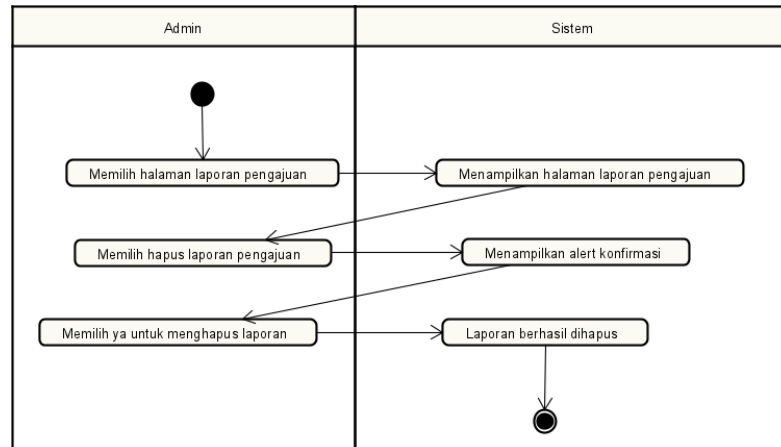 Admin
Sistem
Memilih halaman laporan pengajuan
Menampilkan halaman laporan pengajuan
Memilih hapus laporan pengajuan
Menampilkan alert konfirmasi
Memilih ya untuk menghapus laporan
Laporan berhasil dihapus